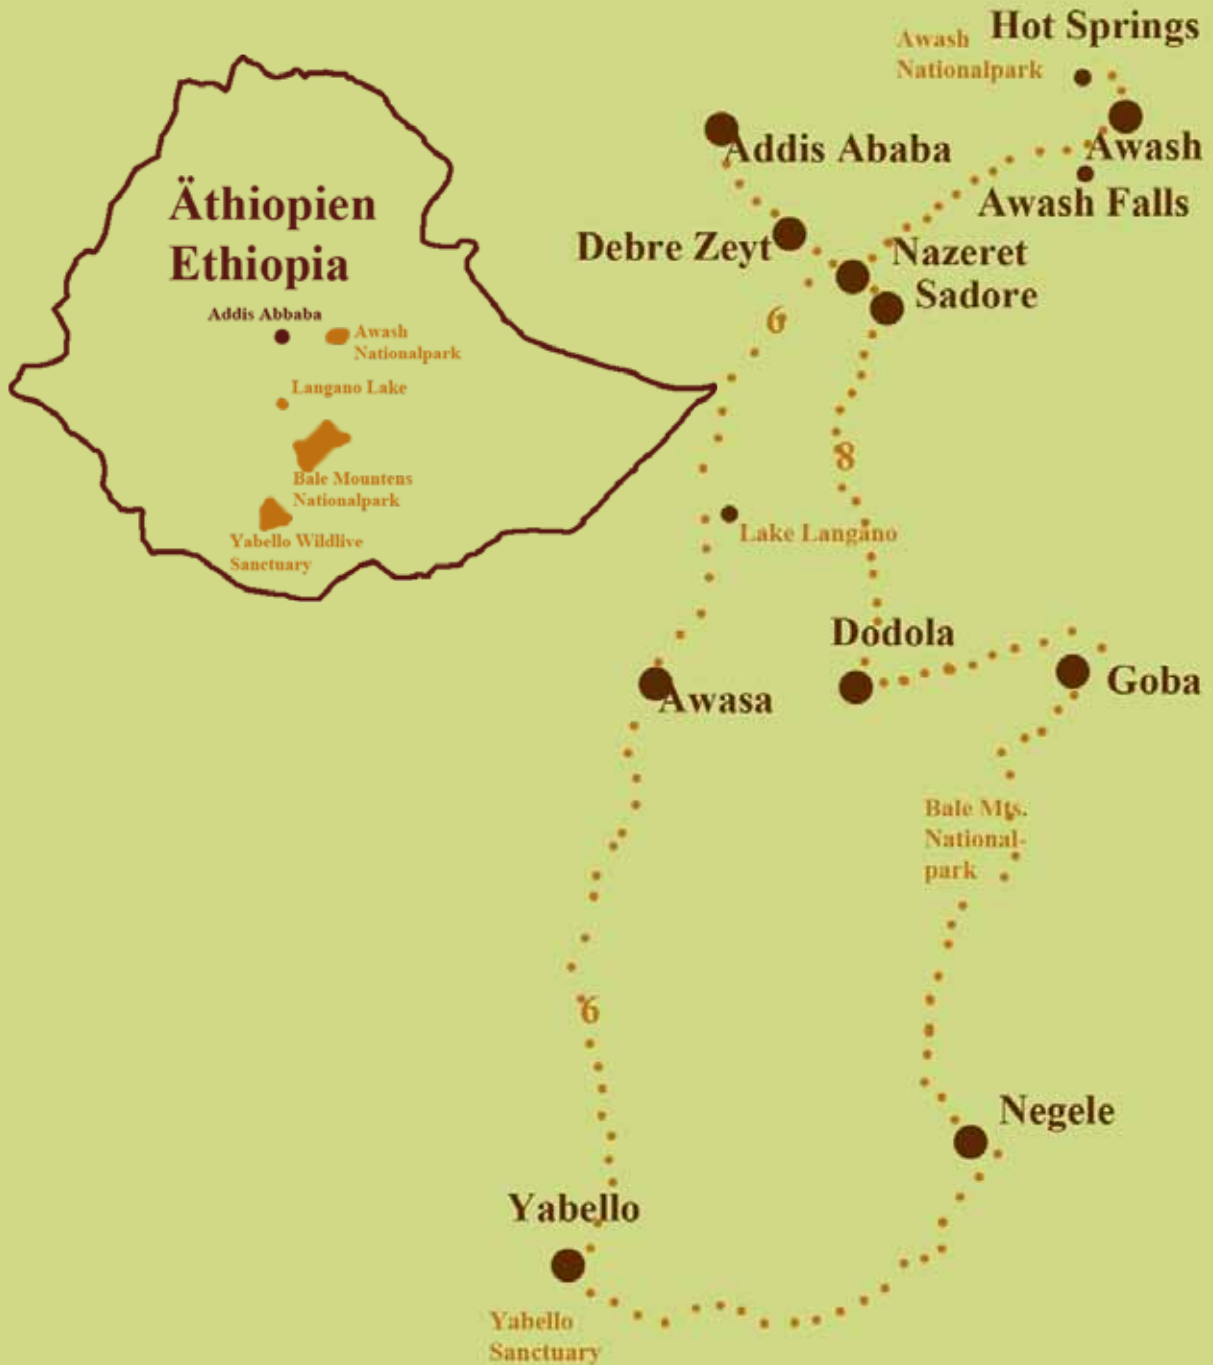 Äthiopien
Ethiopia
Addis Abbaba
Awash
Nationalpark
Langano Lake
Bale Mountens
Nationalpark
Yabello Wildlive
Sanctuary
Hot Springs
Awash
Nationalpark
Addis Ababa
Awash
Awash Falls
Debre Zeyt
Nazeret
Sadore
6
8
Lake Langano
Dodola
Goba
Awasa
Bale Mts.
National-
park
6
Negele
Yabello
Yabello
Sanctuary